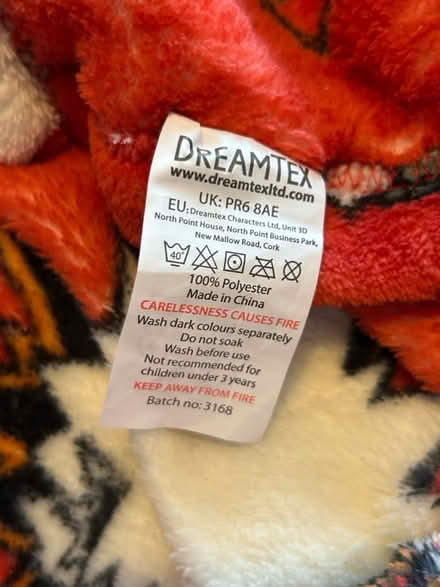 DREAMTEX
www.dreamtexltd.com
UK: PR6 8AE
EU: Dreamtex Characters Ltd, Unit 3D
North Point House, North Point Business Park,
New Mallow Road, Cork
40°
100% Polyester
Made in China
CARELESSNESS CAUSES FIRE
Wash dark colours separately
Do not soak
Wash before use
Not recommended for
children under 3 years
KEEP AWAY FROM FIRE
Batch no: 3168